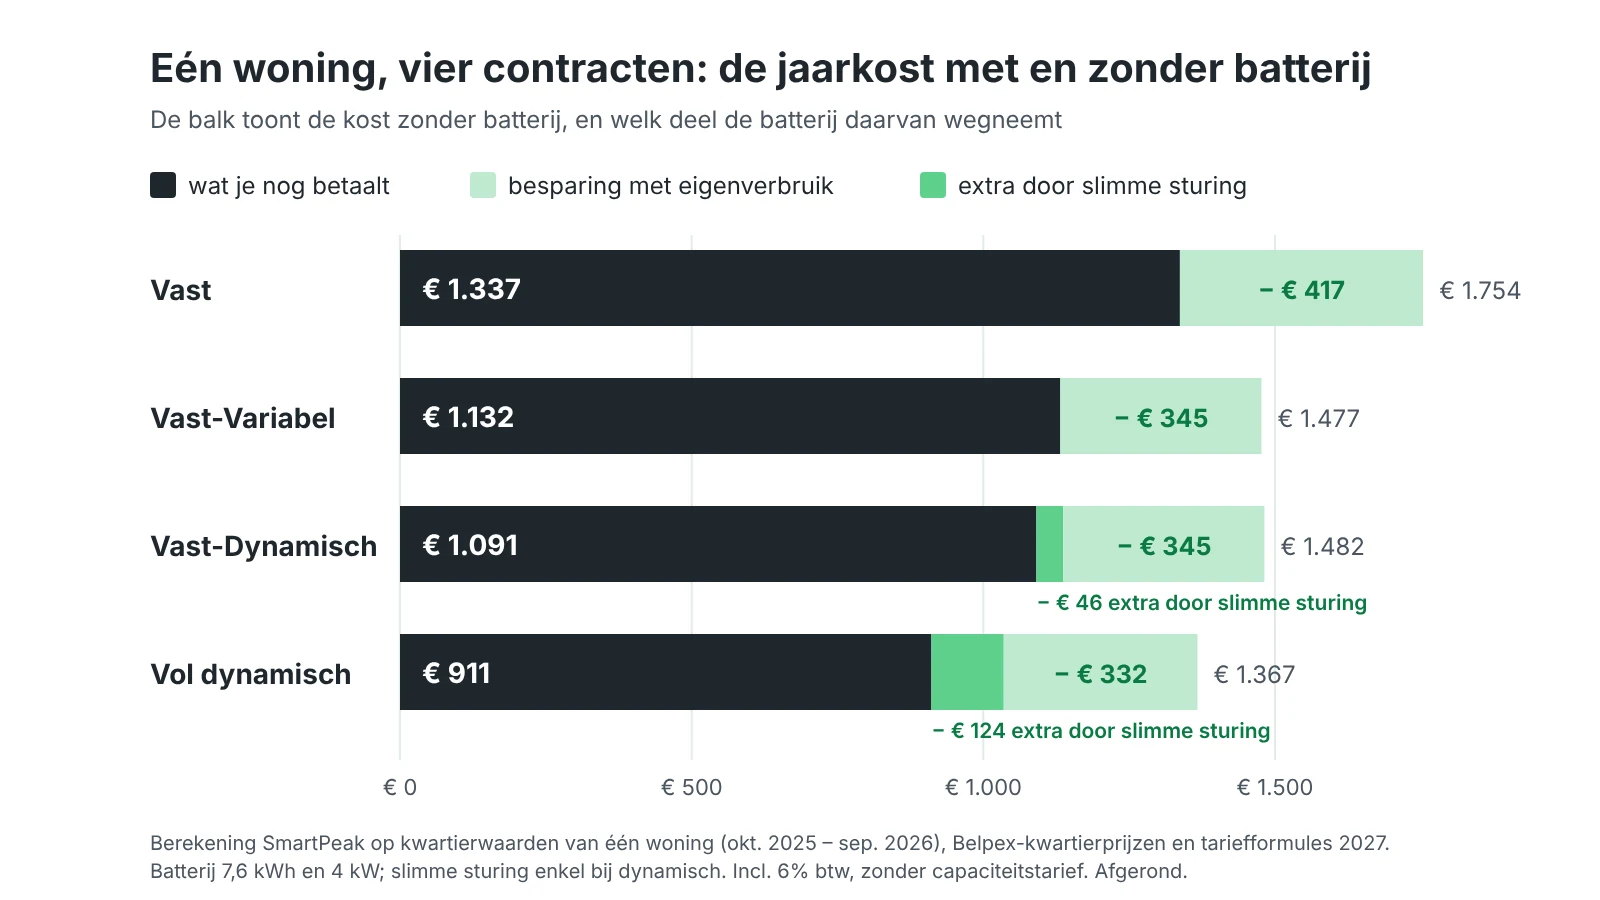 Eén woning, vier contracten: de jaarkost met en zonder batterij
De balk toont de kost zonder batterij, en welk deel de batterij daarvan wegneemt
wat je nog betaalt
besparing met eigenverbruik
extra door slimme sturing
Vast
€ 1.337
– € 417
€ 1.754
Vast-Variabel
€ 1.132
– € 345
€ 1.477
Vast-Dynamisch
€ 1.091
– € 345
€ 1.482
– € 46 extra door slimme sturing
Vol dynamisch
€ 911
– € 332
€ 1.367
– € 124 extra door slimme sturing
€ 0
€ 500
€ 1.000
€ 1.500
Berekening SmartPeak op kwartierwaarden van één woning (okt. 2025 – sep. 2026), Belpex-kwartierprijzen en tariefformules 2027.
Batterij 7,6 kWh en 4 kW; slimme sturing enkel bij dynamisch. Incl. 6% btw, zonder capaciteitstarief. Afgerond.